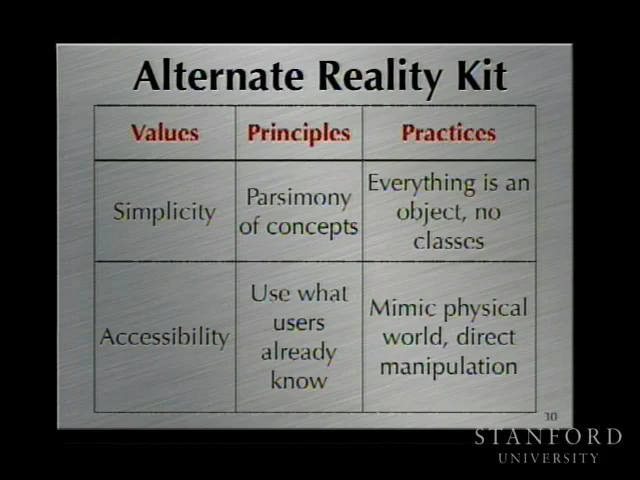 Alternate Reality Kit
Values Principles Practices
Simplicity
Parsimony
of concepts
Everything is an
object, no
classes
Accessibility
Use what
users
already
know
Mimic physical
world, direct
manipulation
30
STANFORD
UNIVERSITY